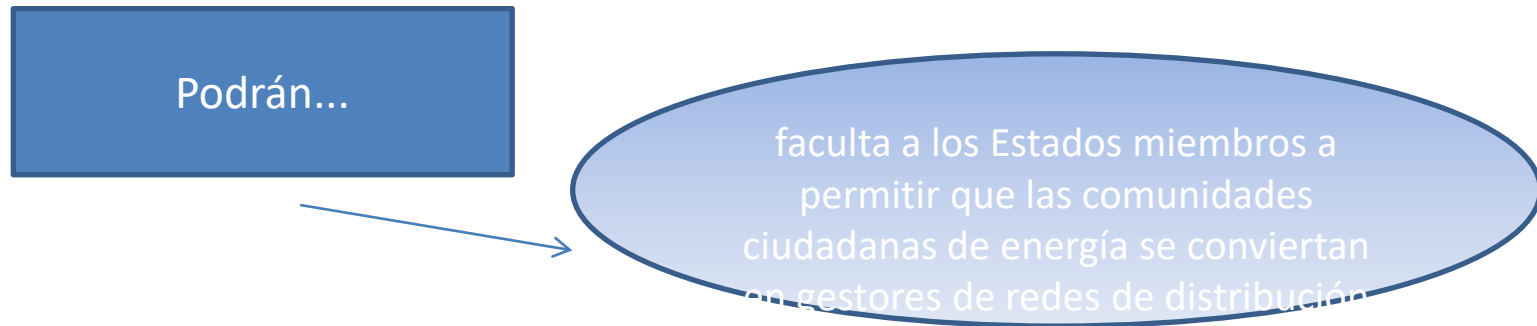 Podrán...
faculta a los Estados miembros a
permitir que las comunidades
ciudadanas de energía se conviertan
en gestores de redes de distribución